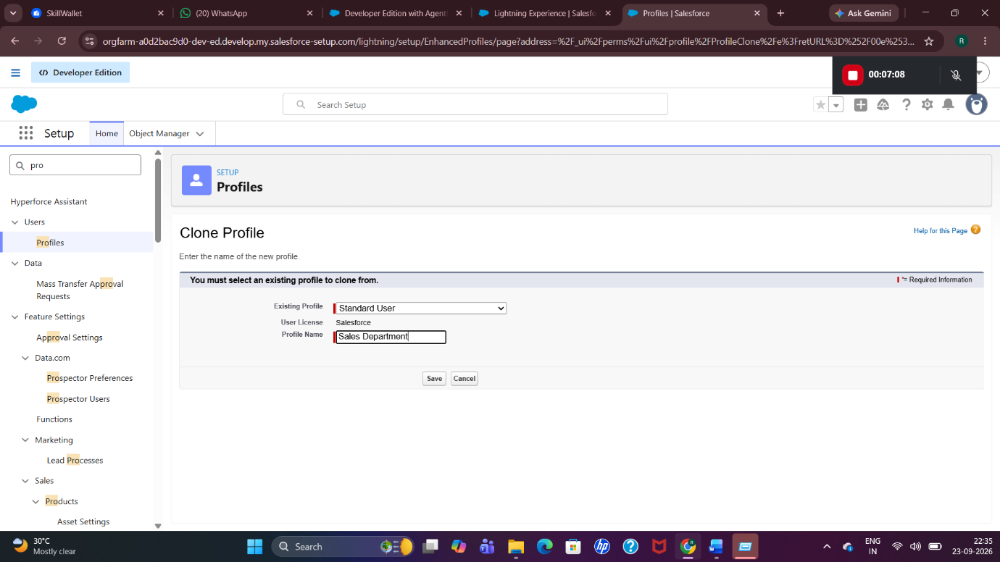 SkillWallet
(20) WhatsApp
Developer Edition with Agent
Lightning Experience | Salesfo
Profiles | Salesforce
Ask Gemini
orgfarm-a0d2bac9d0-dev-ed.develop.my.salesforce-setup.com/lightning/setup/EnhancedProfiles/page?address=%2F_ui%2Fperms%2Fui%2Fprofile%2FProfileClone%2Fe%3FretURL%3D%252F00e%253...
R
Developer Edition
00:07:08
Search Setup
Setup
Home
Object Manager
pro
Hyperforce Assistant
Users
Profiles
Data
Mass Transfer Approval
Requests
Feature Settings
Approval Settings
Data.com
Prospector Preferences
Prospector Users
Functions
Marketing
Lead Processes
Sales
Products
Asset Settings
SETUP
Profiles
Clone Profile
Help for this Page ?
Enter the name of the new profile.
You must select an existing profile to clone from.
*= Required Information
Existing Profile Standard User
User License Salesforce
Profile Name Sales Department
Save Cancel
30°C
Mostly clear
Search
ENG
IN
22:35
23-09-2026